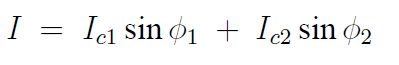 I = I_{c1} sin ϕ_1 + I_{c2} sin ϕ_2